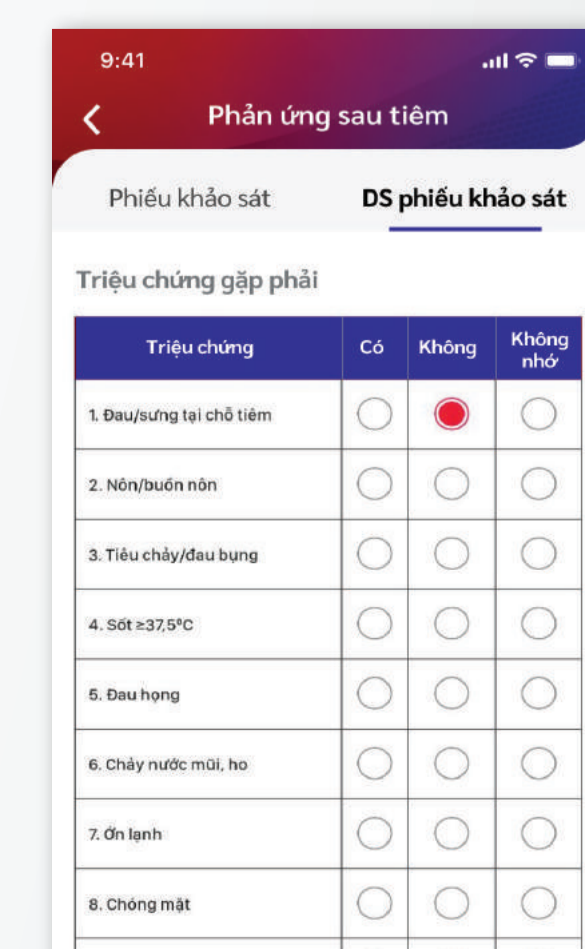 9:41
Phản ứng sau tiêm
Phiếu khảo sát DS phiếu khảo sát
Triệu chứng gặp phải
Triệu chứng Có Không Không nhớ
1. Đau/sưng tại chỗ tiêm
2. Nôn/buồn nôn
3. Tiêu chảy/đau bụng
4. Sốt ≥37,5ºC
5. Đau họng
6. Chảy nước mũi, ho
7. Ớn lạnh
8. Chóng mặt